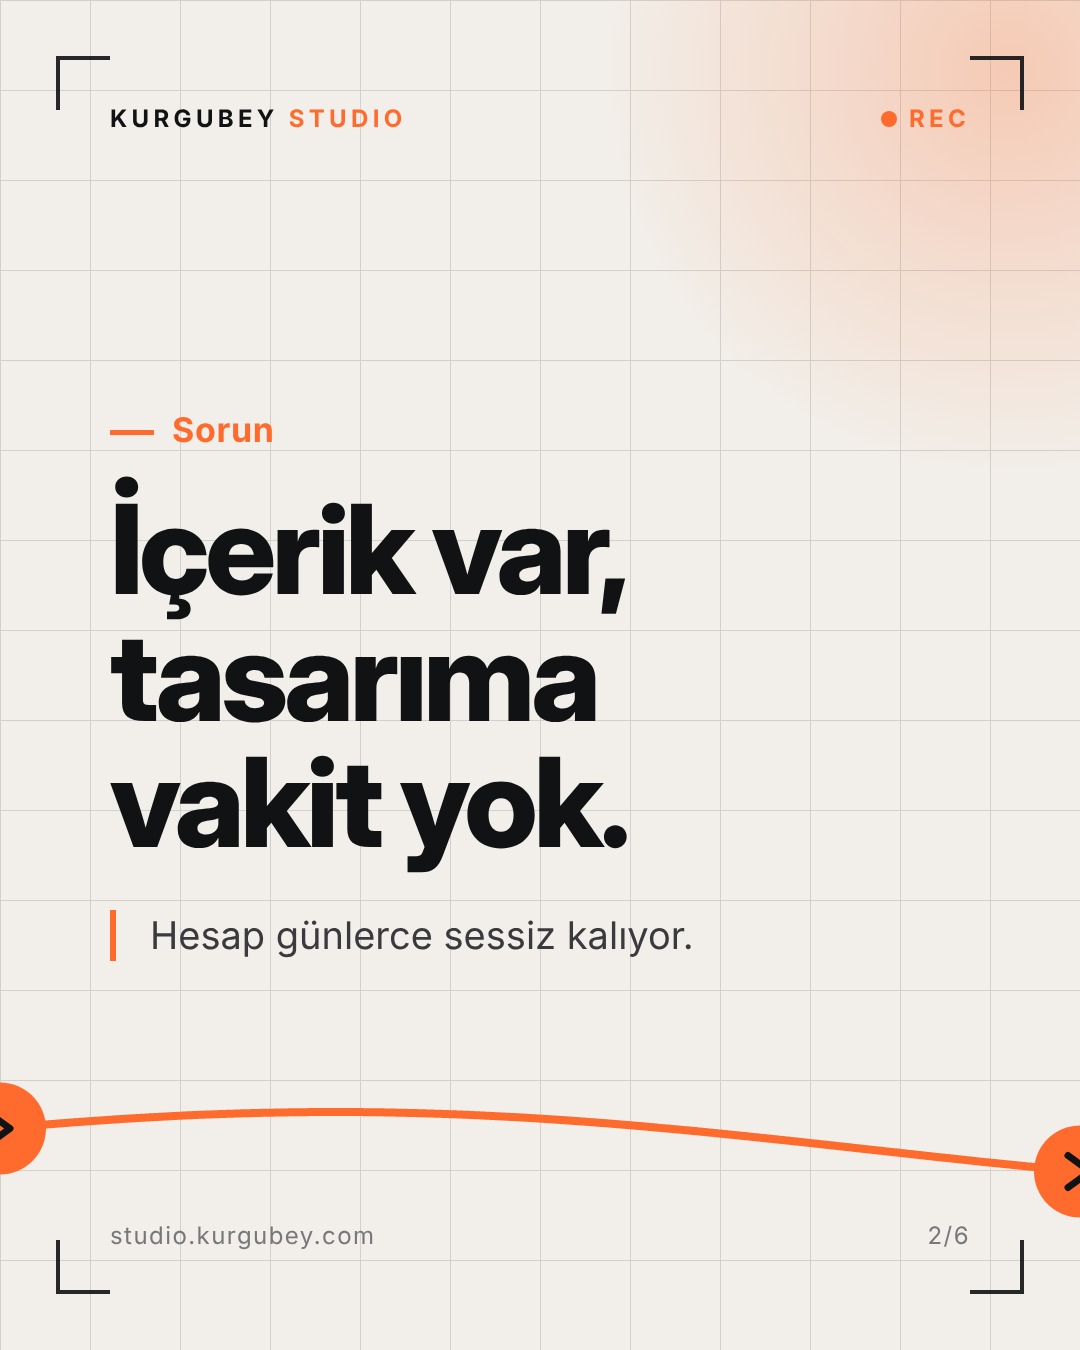 KURGUBEY STUDIO
REC
Sorun
İçerik var,
tasarıma
vakit yok.
Hesap günlerce sessiz kalıyor.
studio.kurgubey.com
2/6